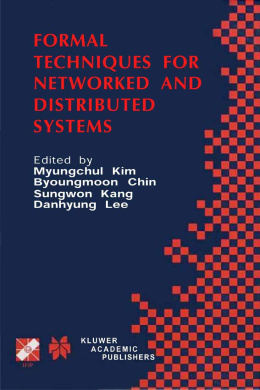 FORMAL
TECHNIQUES FOR
NETWORKED AND
DISTRIBUTED
SYSTEMS
Edited by
Myungchul Kim
Byoungmoon Chin
Sungwon Kang
Danhyung Lee
KLUWER
ACADEMIC
PUBLISHERS
IFIP